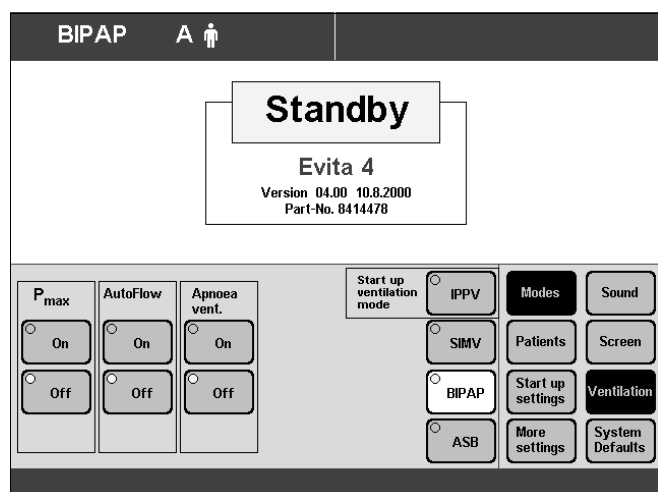 BIPAP A
Standby
Evita 4
Version 04.00 10.8.2000
Part-No. 8414478
Pmax
On
Off
AutoFlow
On
Off
Apnoea
vent.
On
Off
Start up
ventilation
mode
IPPV
SIMV
BIPAP
ASB
Modes
Sound
Patients
Screen
Start up
settings
Ventilation
More
settings
System
Defaults